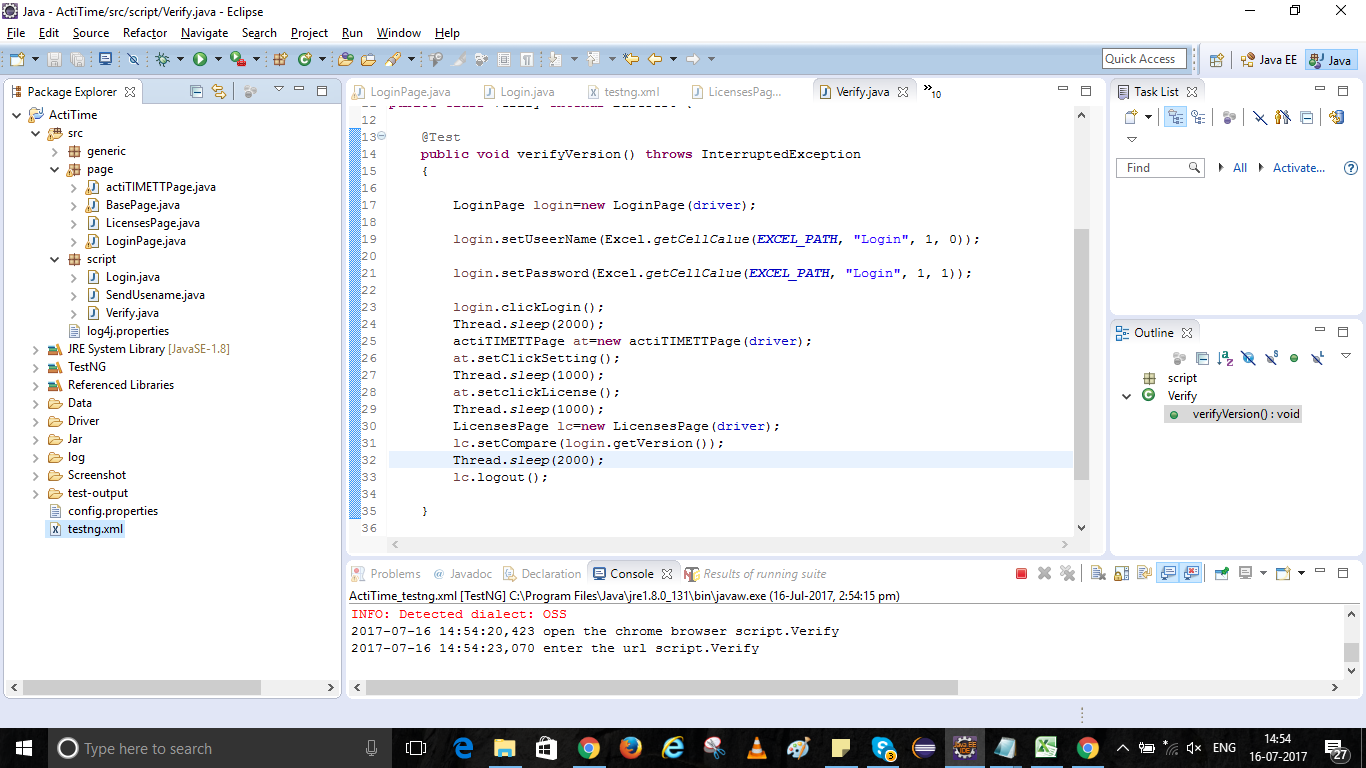 Java - ActiTime/src/script/Verify.java - Eclipse
File Edit Source Refactor Navigate Search Project Run Window Help
Quick Access Java EE Java
Package Explorer
ActiTime
src
generic
page
actiTIMETTPage.java
BasePage.java
LicensesPage.java
LoginPage.java
script
Login.java
SendUsename.java
Verify.java
log4j.properties
JRE System Library [JavaSE-1.8]
TestNG
Referenced Libraries
Data
Driver
Jar
log
Screenshot
test-output
config.properties
testng.xml
LoginPage.java Login.java testng.xml LicensesPag... Verify.java »10
12
13 @Test
14 public void verifyVersion() throws InterruptedException
15 {
16
17 LoginPage login=new LoginPage(driver);
18
19 login.setUseerName(Excel.getCellCalue(EXCEL_PATH, "Login", 1, 0));
20
21 login.setPassword(Excel.getCellCalue(EXCEL_PATH, "Login", 1, 1));
22
23 login.clickLogin();
24 Thread.sleep(2000);
25 actiTIMETTPage at=new actiTIMETTPage(driver);
26 at.setClickSetting();
27 Thread.sleep(1000);
28 at.setclickLicense();
29 Thread.sleep(1000);
30 LicensesPage lc=new LicensesPage(driver);
31 lc.setCompare(login.getVersion());
32 Thread.sleep(2000);
33 lc.logout();
34
35 }
36
Task List
Find All Activate...
Outline
script
Verify
verifyVersion() : void
Problems Javadoc Declaration Console Results of running suite
ActiTime_testng.xml [TestNG] C:\Program Files\Java\jre1.8.0_131\bin\javaw.exe (16-Jul-2017, 2:54:15 pm)
INFO: Detected dialect: OSS
2017-07-16 14:54:20,423 open the chrome browser script.Verify
2017-07-16 14:54:23,070 enter the url script.Verify
Type here to search
3
ENG
14:54
16-07-2017
27